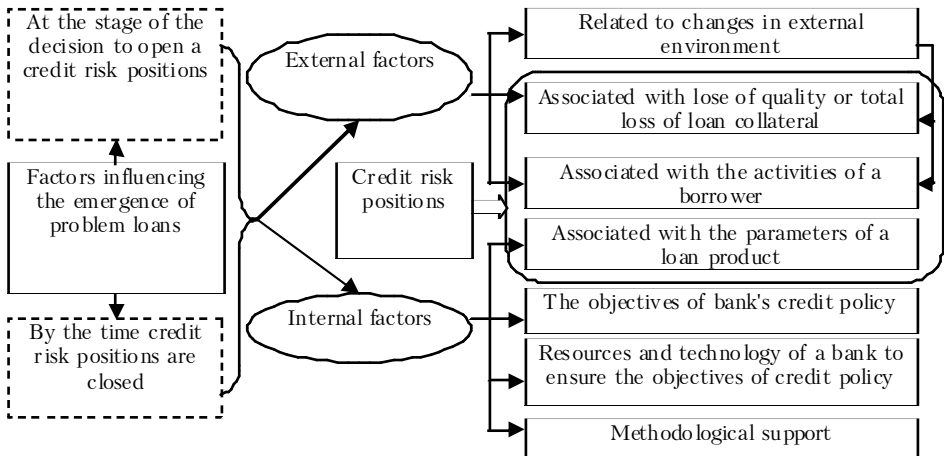 At the stage of the
decision to open a
credit risk positions
Factors influencing
the emergence of
problem loans
By the time credit
risk positions are
closed
External factors
Internal factors
Credit risk
positions
Related to changes in external
environment
Associated with lose of quality or total
loss of loan collateral
Associated with the activities of a
borrower
Associated with the parameters of a
loan product
The objectives of bank's credit policy
Resources and technology of a bank to
ensure the objectives of credit policy
Methodological support